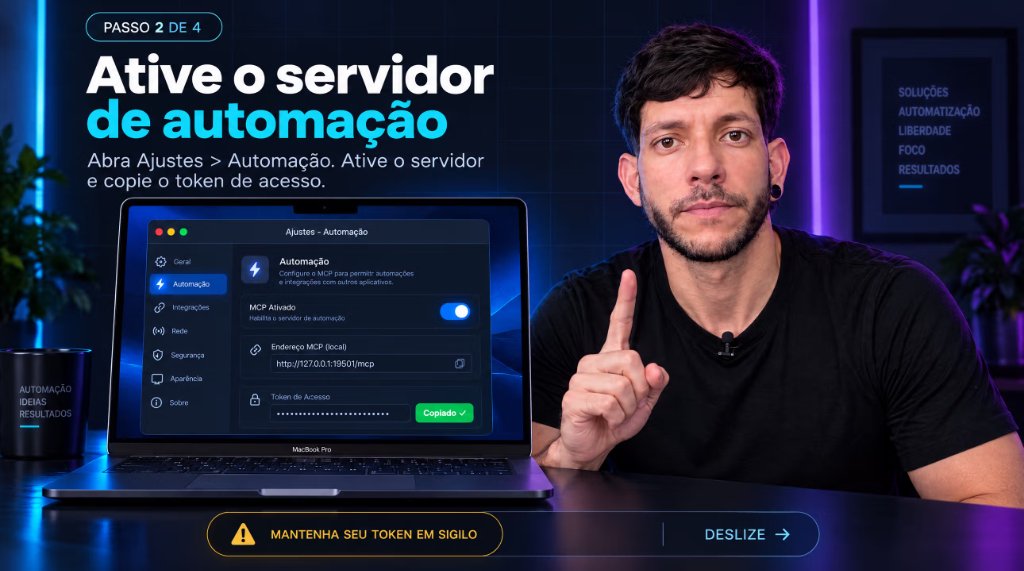 PASSO 2 DE 4
Ative o servidor
de automação
Abra Ajustes > Automação. Ative o servidor
e copie o token de acesso.
Ajustes - Automação
Geral
Automação
Integrações
Rede
Segurança
Aparência
Sobre
Automação
Configure o MCP para permitir automações
e integrações com outros aplicativos.
MCP Ativado
Habilita o servidor de automação
Endereço MCP (local)
http://127.0.0.1:19501/mcp
Token de Acesso
••••••••••••••••••••••••
Copiado ✓
MacBook Pro
AUTOMAÇÃO
IDEIAS
RESULTADOS
SOLUÇÕES
AUTOMATIZAÇÃO
LIBERDADE
FOCO
RESULTADOS
MANTENHA SEU TOKEN EM SIGILO
DESLIZE →